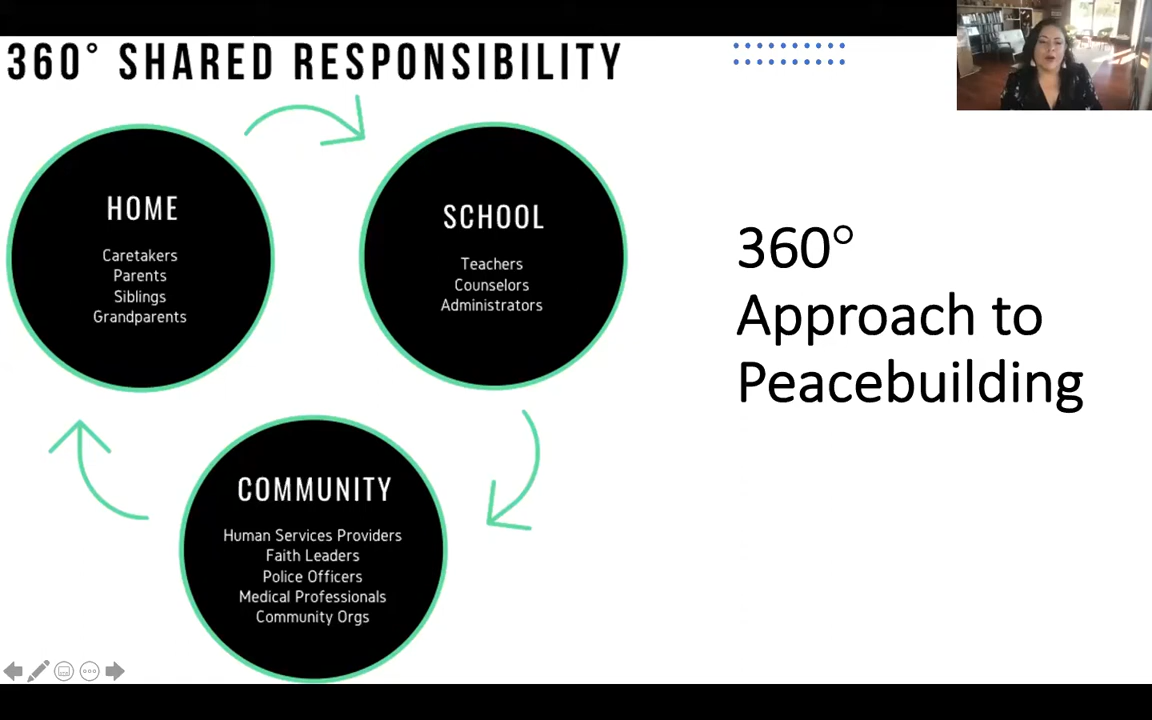 360° SHARED RESPONSIBILITY
HOME
Caretakers
Parents
Siblings
Grandparents
SCHOOL
Teachers
Counselors
Administrators
COMMUNITY
Human Services Providers
Faith Leaders
Police Officers
Medical Professionals
Community Orgs
360°
Approach to
Peacebuilding